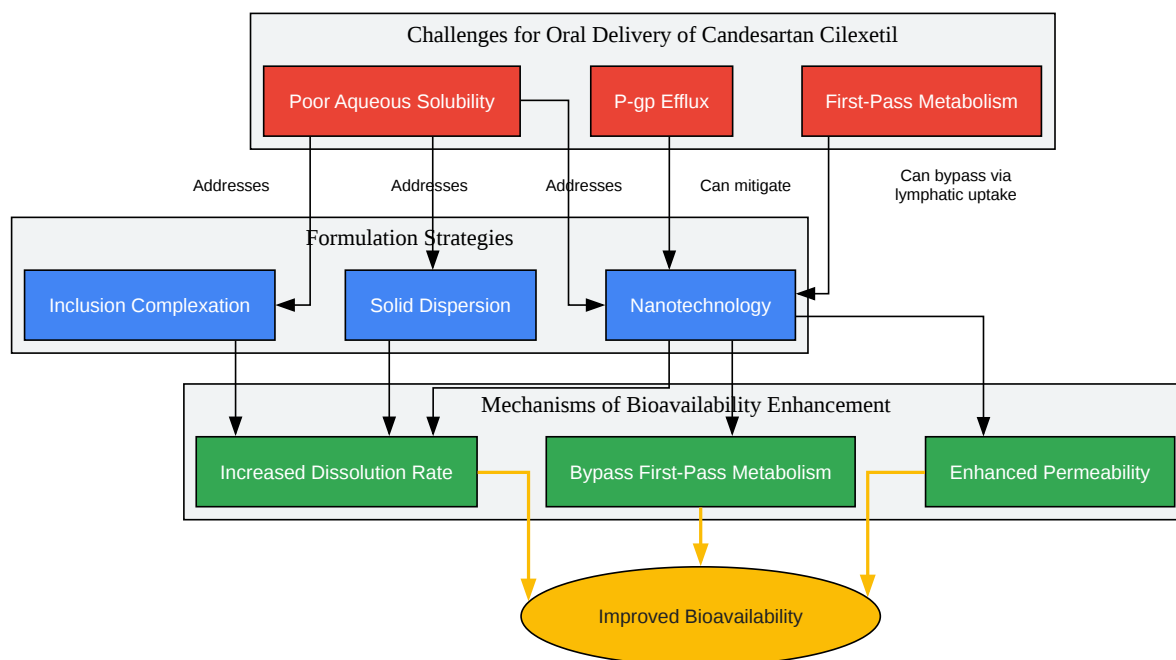 Challenges for Oral Delivery of Candesartan Cilexetil
Poor Aqueous Solubility
P-gp Efflux
First-Pass Metabolism
Addresses
Addresses
Addresses
Can mitigate
Can bypass via
lymphatic uptake
Formulation Strategies
Inclusion Complexation
Solid Dispersion
Nanotechnology
Mechanisms of Bioavailability Enhancement
Increased Dissolution Rate
Bypass First-Pass Metabolism
Enhanced Permeability
Improved Bioavailability